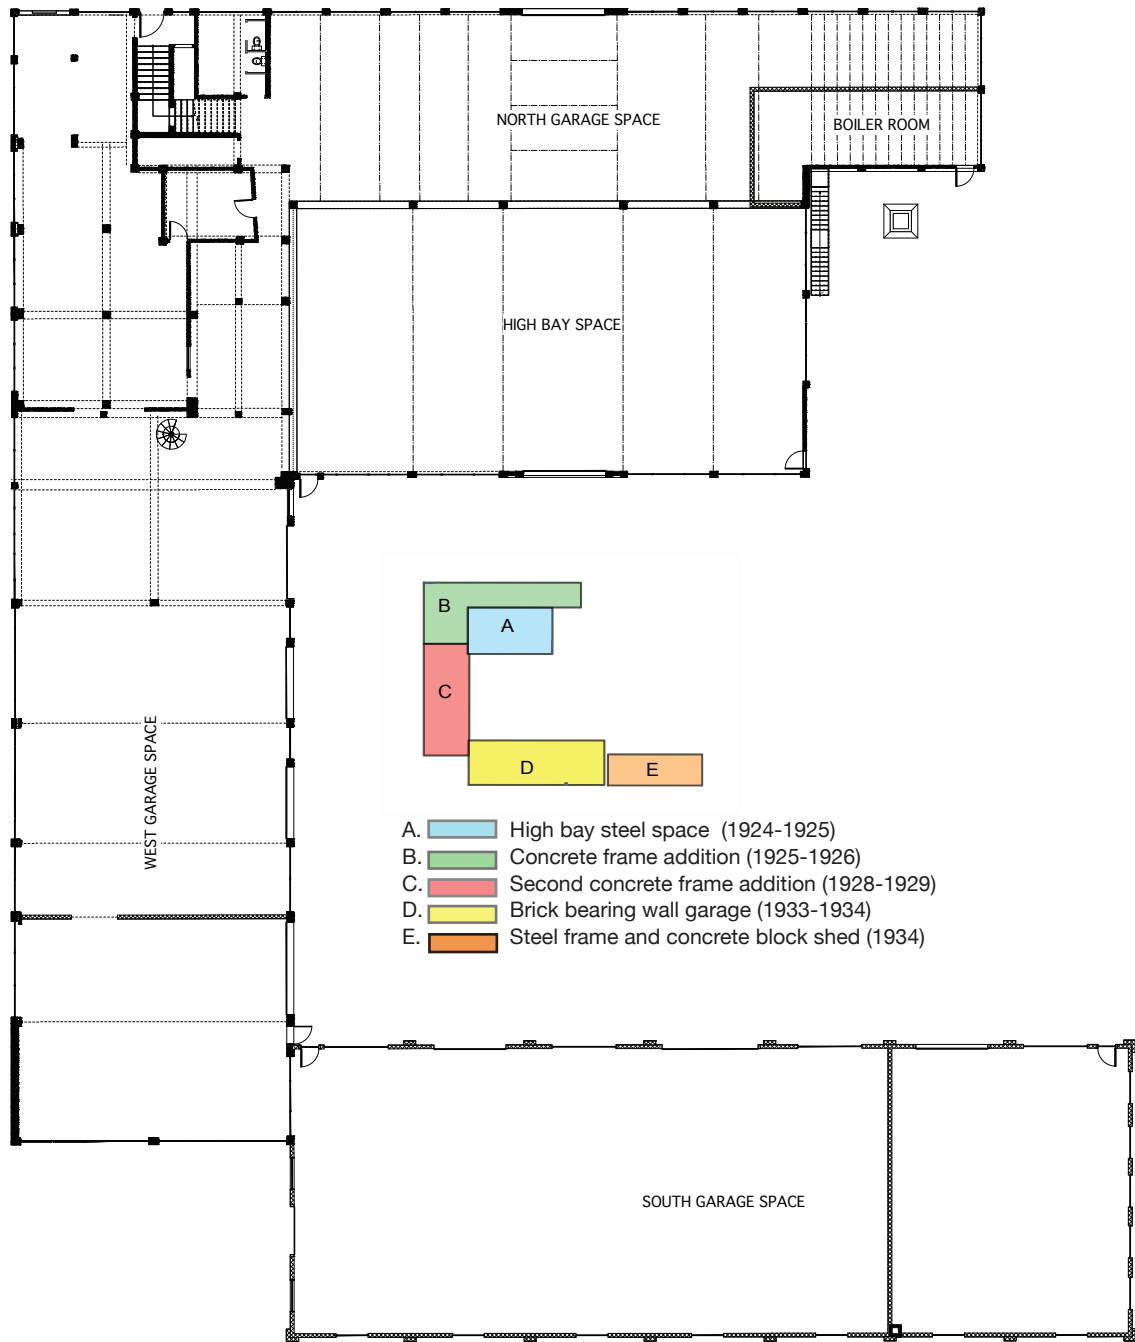 NORTH GARAGE SPACE
BOILER ROOM
HIGH BAY SPACE
WEST GARAGE SPACE
B
A
C
D
E
A. High bay steel space (1924-1925)
B. Concrete frame addition (1925-1926)
C. Second concrete frame addition (1928-1929)
D. Brick bearing wall garage (1933-1934)
E. Steel frame and concrete block shed (1934)
SOUTH GARAGE SPACE